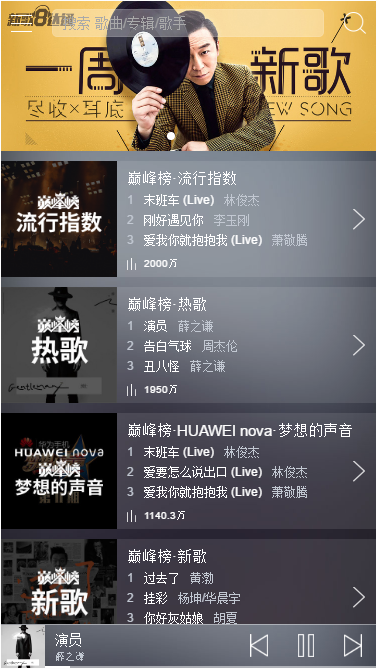 新歌8优選
搜索 歌曲/专辑/歌手
一周 新歌
尽收×耳底 EW SONG
巅峰榜
流行指数
巅峰榜·流行指数
1 末班车 (Live) 林俊杰
2 刚好遇见你 李玉刚
3 爱我你就抱抱我 (Live) 萧敬腾
2000万
巅峰榜
热歌
Gentleman
巅峰榜·热歌
1 演员 薛之谦
2 告白气球 周杰伦
3 丑八怪 薛之谦
1950万
华为手机
HUAWEI nova
巅峰榜
梦想的声音
巅峰榜·HUAWEI nova·梦想的声音
1 末班车 (Live) 林俊杰
2 爱要怎么说出口 (Live) 林俊杰
3 爱我你就抱抱我 (Live) 萧敬腾
1140.3万
巅峰榜
新歌
巅峰榜·新歌
1 过去了 黄渤
2 挂彩 杨坤/华晨宇
3 你好灰姑娘 胡夏
演员
薛之谦